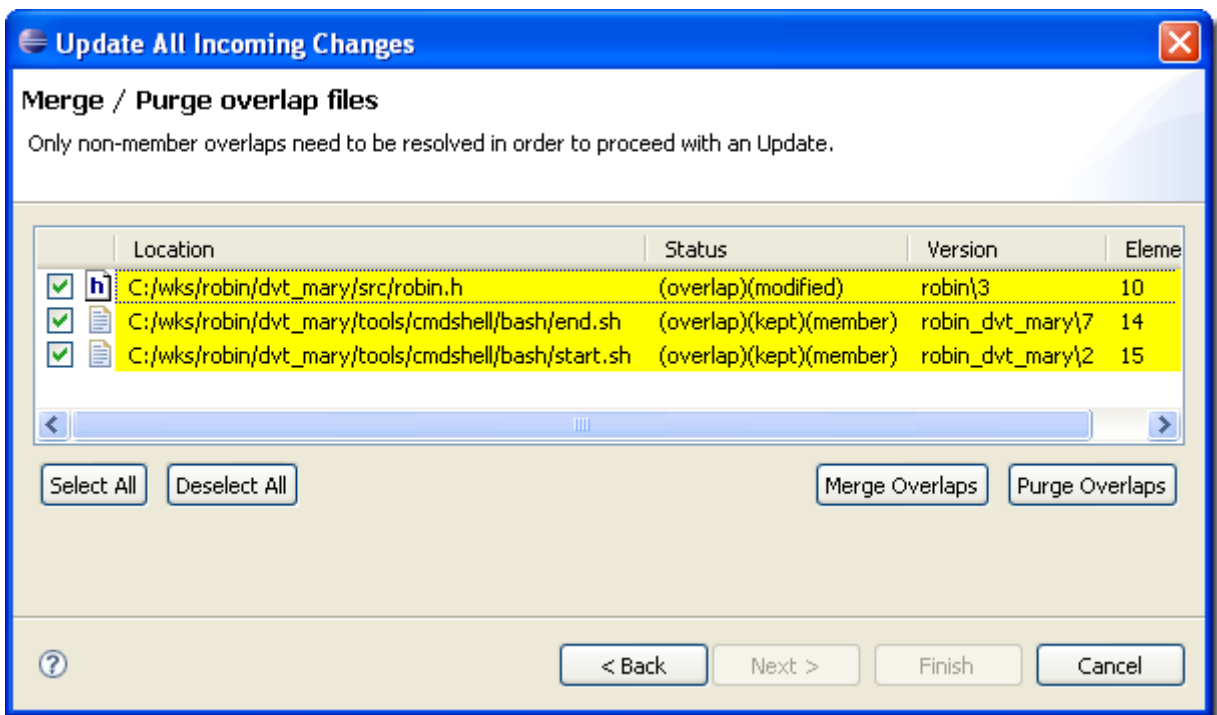 Update All Incoming Changes
Merge / Purge overlap files
Only non-member overlaps need to be resolved in order to proceed with an Update.
Location Status Version Eleme
h C:/wks/robin/dvt_mary/src/robin.h (overlap)(modified) robin\3 10
C:/wks/robin/dvt_mary/tools/cmdshell/bash/end.sh (overlap)(kept)(member) robin_dvt_mary\7 14
C:/wks/robin/dvt_mary/tools/cmdshell/bash/start.sh (overlap)(kept)(member) robin_dvt_mary\2 15
Select All Deselect All Merge Overlaps Purge Overlaps
? < Back Next > Finish Cancel